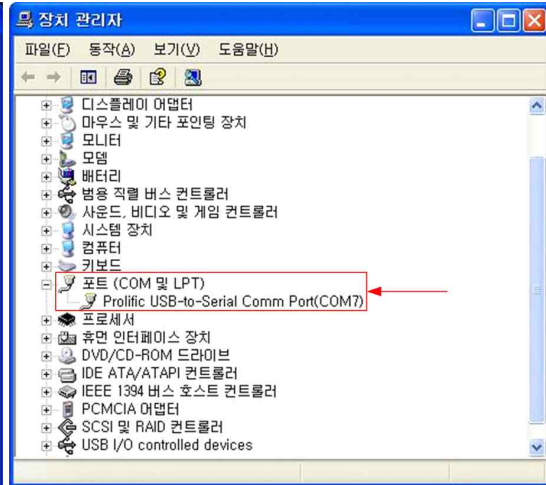 장치 관리자
파일(F) 동작(A) 보기(V) 도움말(H)
디스플레이 어댑터
마우스 및 기타 포인팅 장치
모니터
모뎀
배터리
범용 직렬 버스 컨트롤러
사운드, 비디오 및 게임 컨트롤러
시스템 장치
컴퓨터
키보드
포트 (COM 및 LPT)
Prolific USB-to-Serial Comm Port(COM7)
프로세서
휴먼 인터페이스 장치
DVD/CD-ROM 드라이브
IDE ATA/ATAPI 컨트롤러
IEEE 1394 버스 호스트 컨트롤러
PCMCIA 어댑터
SCSI 및 RAID 컨트롤러
USB I/O controlled devices